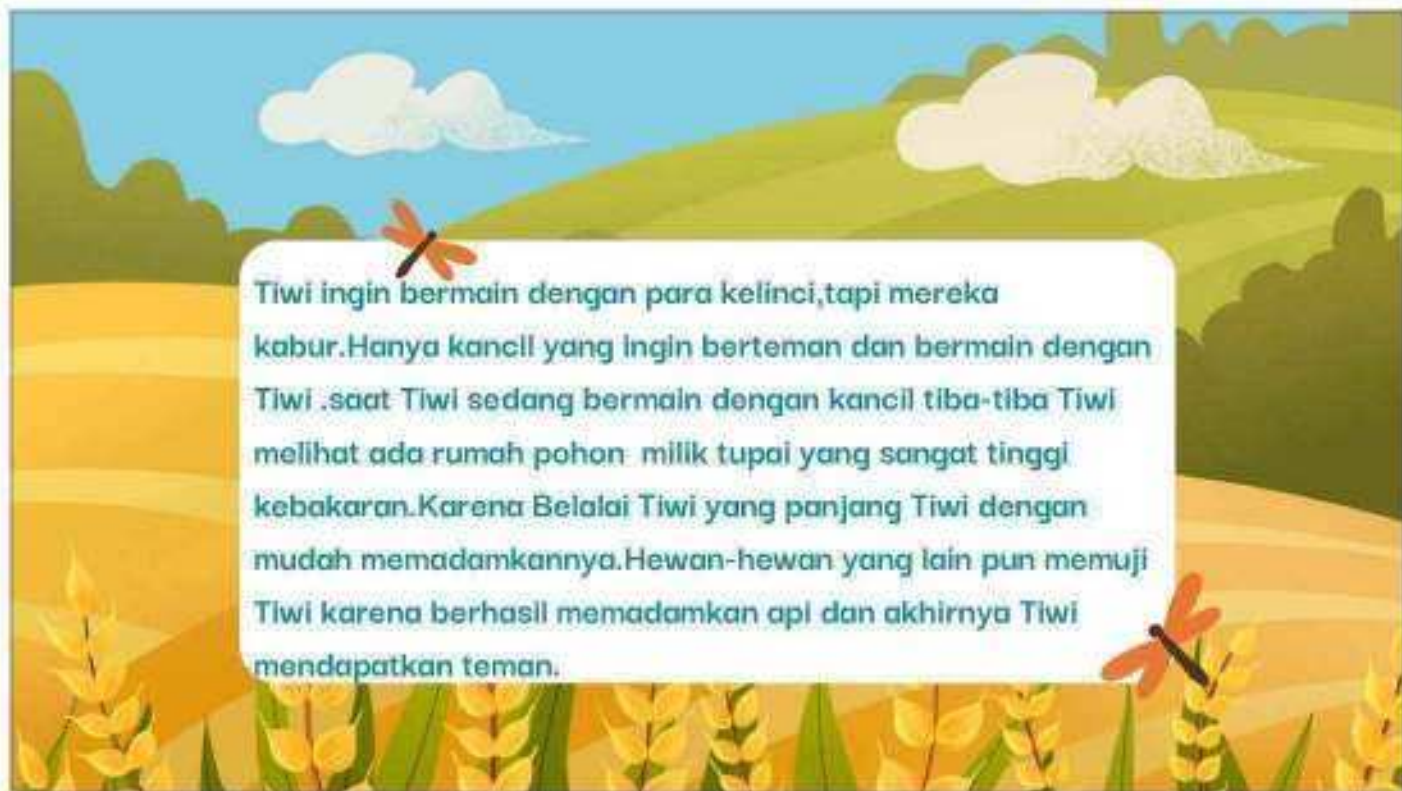 Tiwi ingin bermain dengan para kelinci,tapi mereka
kabur.Hanya kancil yang ingin berteman dan bermain dengan
Tiwi .saat Tiwi sedang bermain dengan kancil tiba-tiba Tiwi
melihat ada rumah pohon  milik tupai yang sangat tinggi
kebakaran.Karena Belalai Tiwi yang panjang Tiwi dengan
mudah memadamkannya.Hewan-hewan yang lain pun memuji
Tiwi karena berhasil memadamkan api dan akhirnya Tiwi
mendapatkan teman.